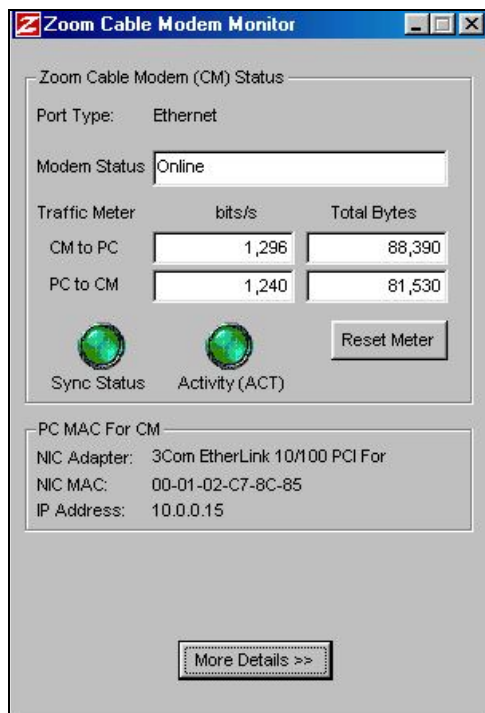 Zoom Cable Modem Monitor
Zoom Cable Modem (CM) Status
Port Type: Ethernet
Modem Status Online
Traffic Meter bits/s Total Bytes
CM to PC 1,296 88,390
PC to CM 1,240 81,530
Reset Meter
Sync Status Activity (ACT)
PC MAC For CM
NIC Adapter: 3Com EtherLink 10/100 PCI For
NIC MAC: 00-01-02-C7-8C-85
IP Address: 10.0.0.15
More Details >>